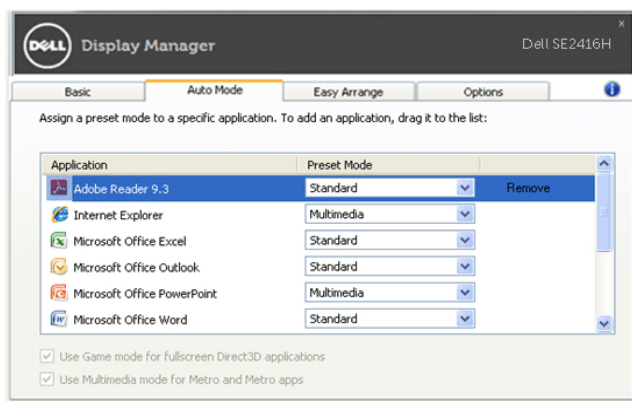 DELL Display Manager Dell SE2416H
Basic Auto Mode Easy Arrange Options
Assign a preset mode to a specific application. To add an application, drag it to the list:
Application Preset Mode
Adobe Reader 9.3 Standard Remove
Internet Explorer Multimedia
Microsoft Office Excel Standard
Microsoft Office Outlook Standard
Microsoft Office PowerPoint Multimedia
Microsoft Office Word Standard
Use Game mode for fullscreen Direct3D applications
Use Multimedia mode for Metro and Metro apps